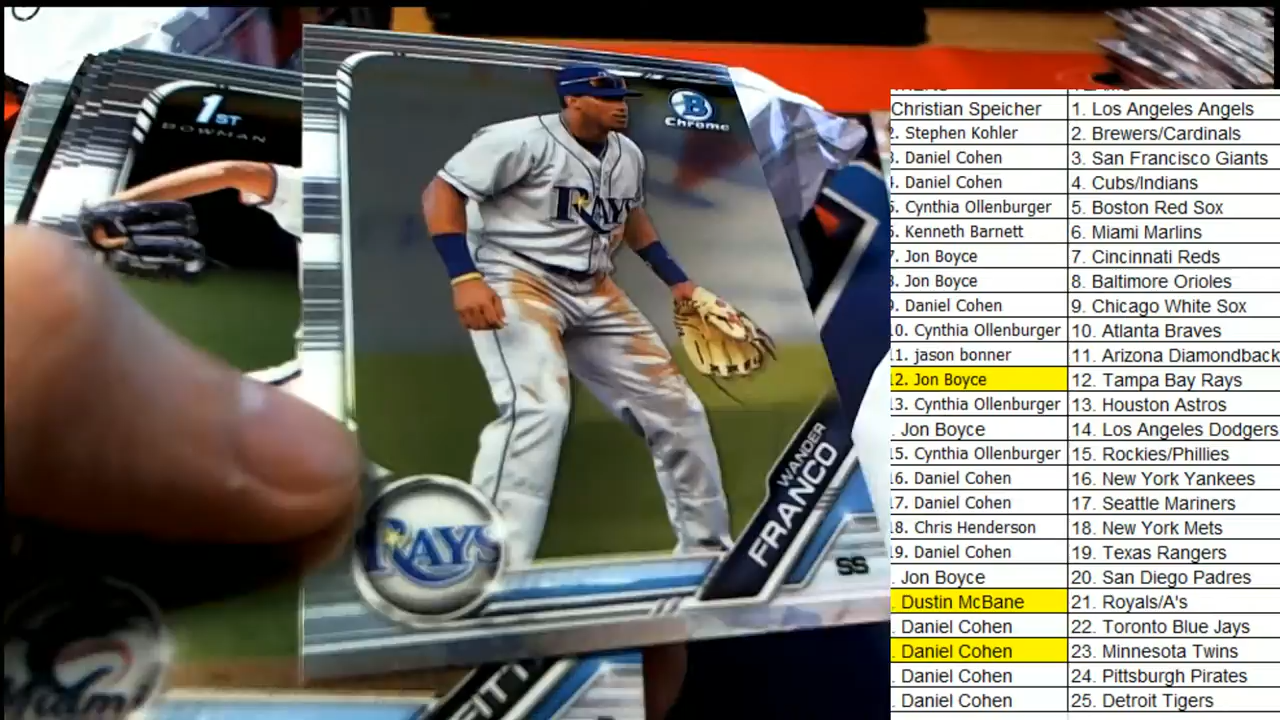 1ST
BOWMAN
B
Chrome
RAYS
WANDER
FRANCO
RAYS
SS
Miami
Christian Speicher 1. Los Angeles Angels
2. Stephen Kohler 2. Brewers/Cardinals
3. Daniel Cohen 3. San Francisco Giants
4. Daniel Cohen 4. Cubs/Indians
5. Cynthia Ollenburger 5. Boston Red Sox
6. Kenneth Barnett 6. Miami Marlins
7. Jon Boyce 7. Cincinnati Reds
8. Jon Boyce 8. Baltimore Orioles
9. Daniel Cohen 9. Chicago White Sox
10. Cynthia Ollenburger 10. Atlanta Braves
11. jason bonner 11. Arizona Diamondback
12. Jon Boyce 12. Tampa Bay Rays
13. Cynthia Ollenburger 13. Houston Astros
. Jon Boyce 14. Los Angeles Dodgers
15. Cynthia Ollenburger 15. Rockies/Phillies
16. Daniel Cohen 16. New York Yankees
17. Daniel Cohen 17. Seattle Mariners
18. Chris Henderson 18. New York Mets
19. Daniel Cohen 19. Texas Rangers
Jon Boyce 20. San Diego Padres
. Dustin McBane 21. Royals/A's
Daniel Cohen 22. Toronto Blue Jays
. Daniel Cohen 23. Minnesota Twins
. Daniel Cohen 24. Pittsburgh Pirates
. Daniel Cohen 25. Detroit Tigers